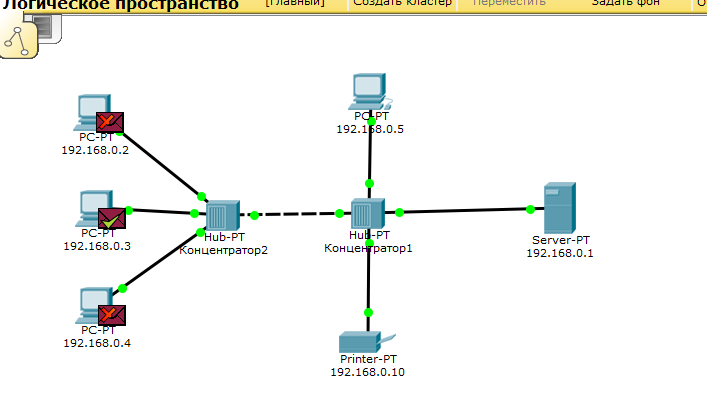 Логическое пространство
[Главный]
Создать кластер
Переместить
Задать фон
PC-PT
192.168.0.5
PC-PT
192.168.0.2
PC-PT
192.168.0.3
Hub-PT
Концентратор2
Hub-PT
Концентратор1
Server-PT
192.168.0.1
PC-PT
192.168.0.4
Printer-PT
192.168.0.10